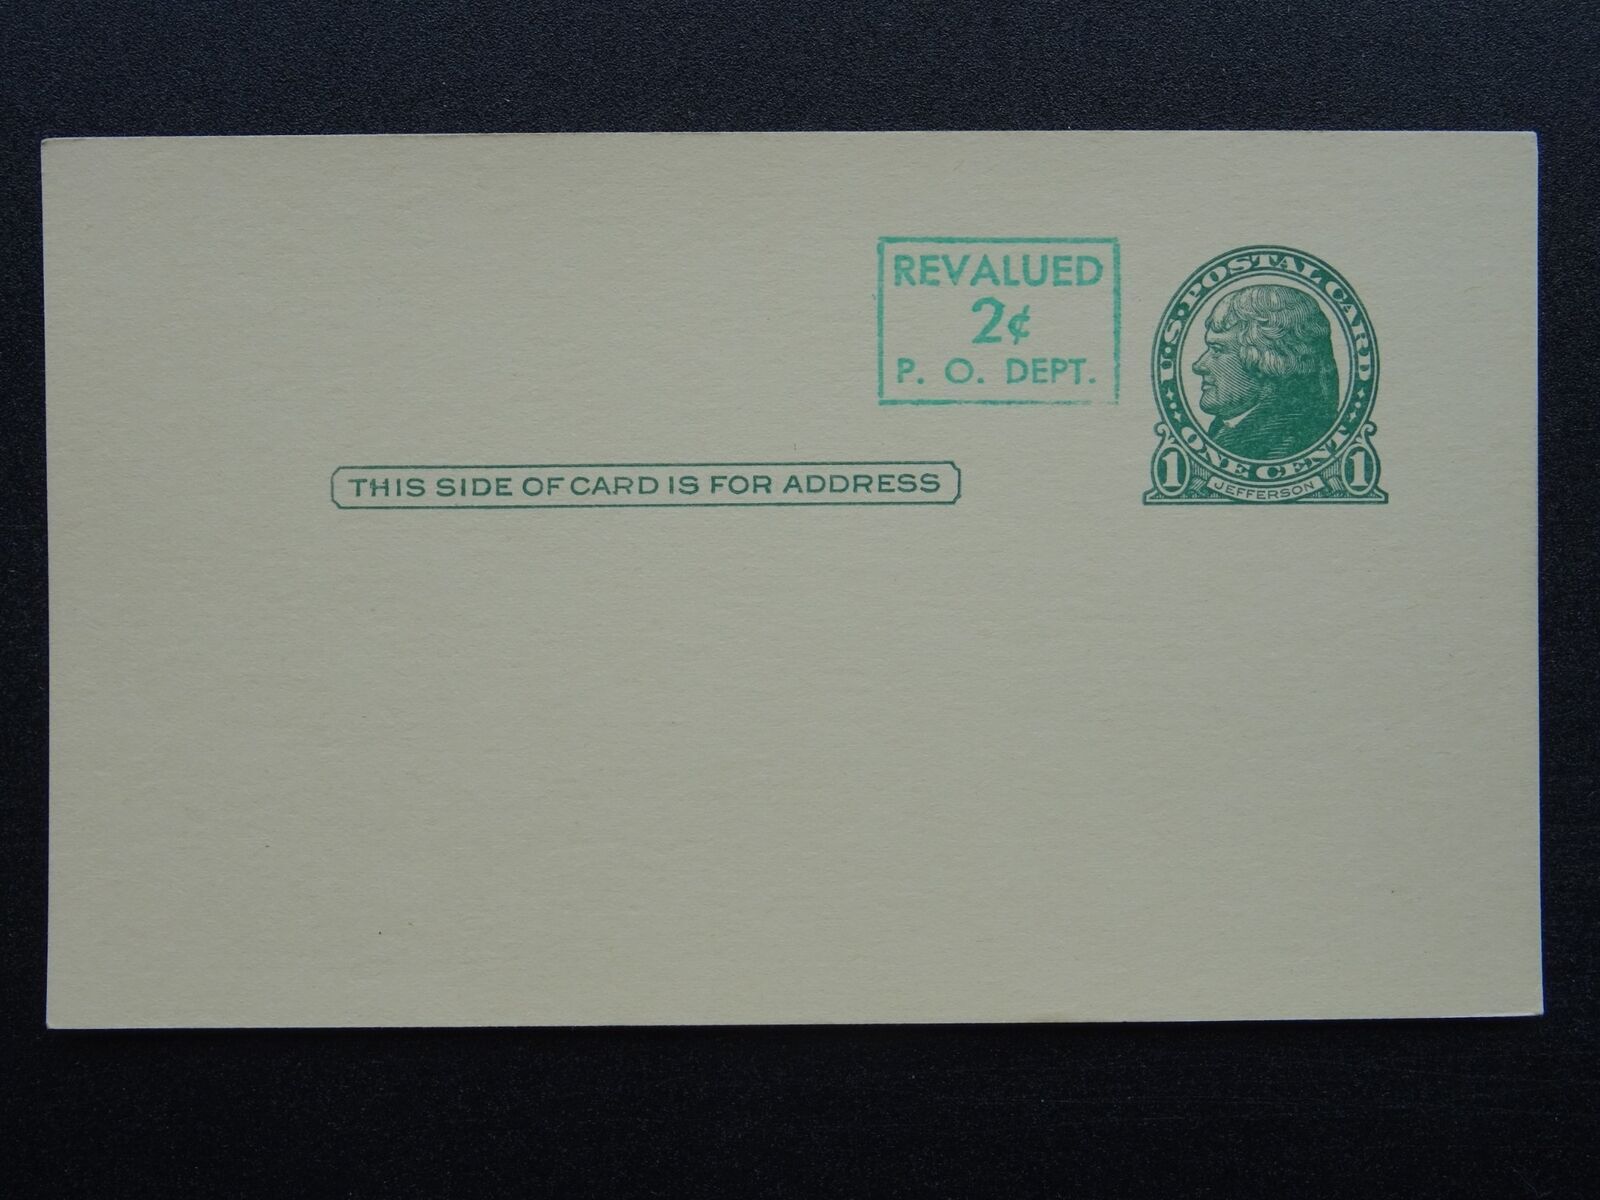 REVALUED
2¢
P. O. DEPT.
U.S. POSTAL CARD
ONE CENT
1 JEFFERSON 1
THIS SIDE OF CARD IS FOR ADDRESS